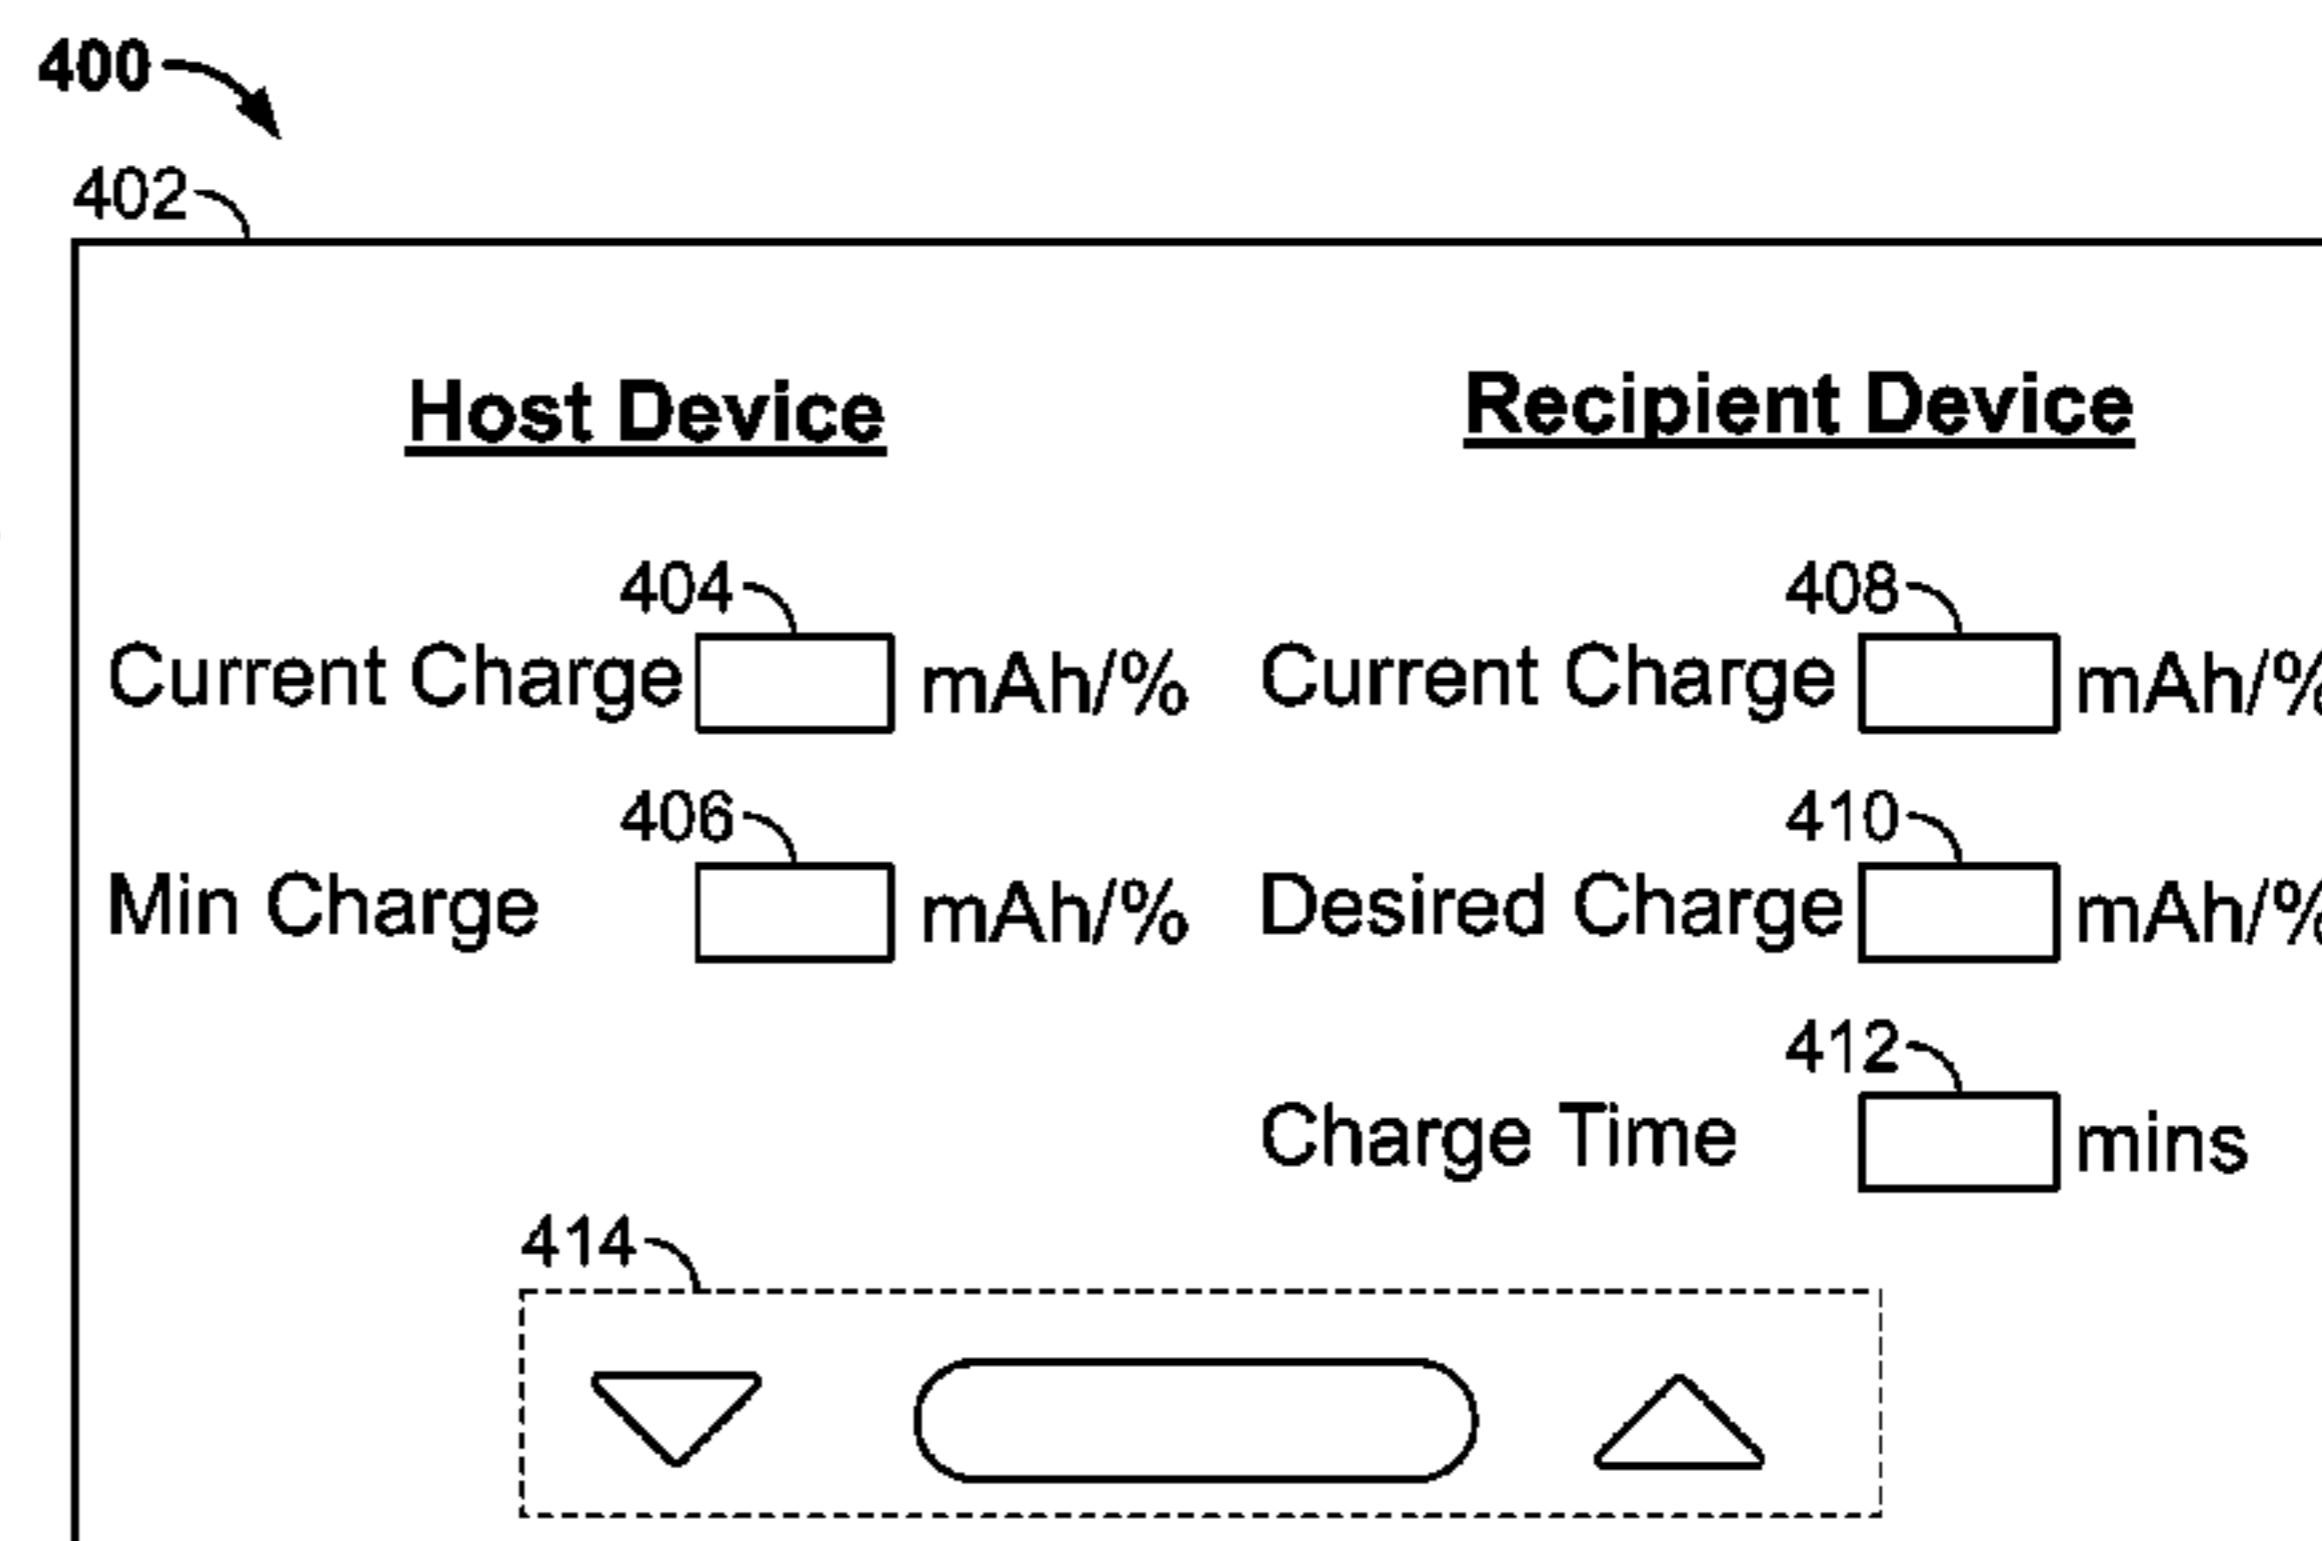 400
402
Host Device Recipient Device
404 408
Current Charge mAh/% Current Charge mAh/%
406 410
Min Charge mAh/% Desired Charge mAh/%
412
Charge Time mins
414